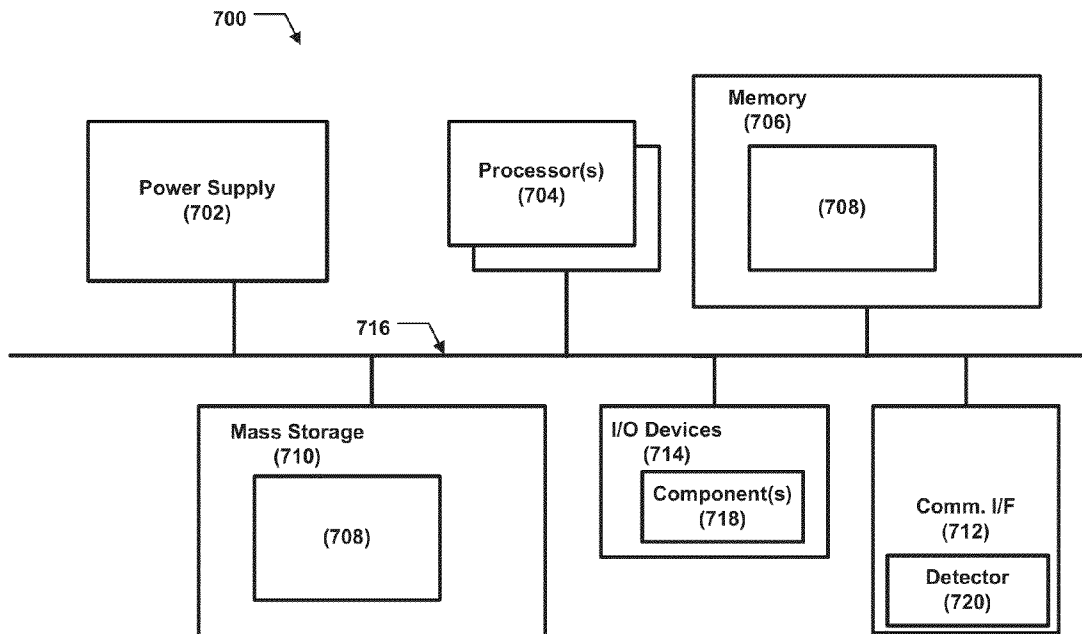 700
Power Supply
(702)
Processor(s)
(704)
Memory
(706)
(708)
716
Mass Storage
(710)
(708)
I/O Devices
(714)
Component(s)
(718)
Comm. I/F
(712)
Detector
(720)